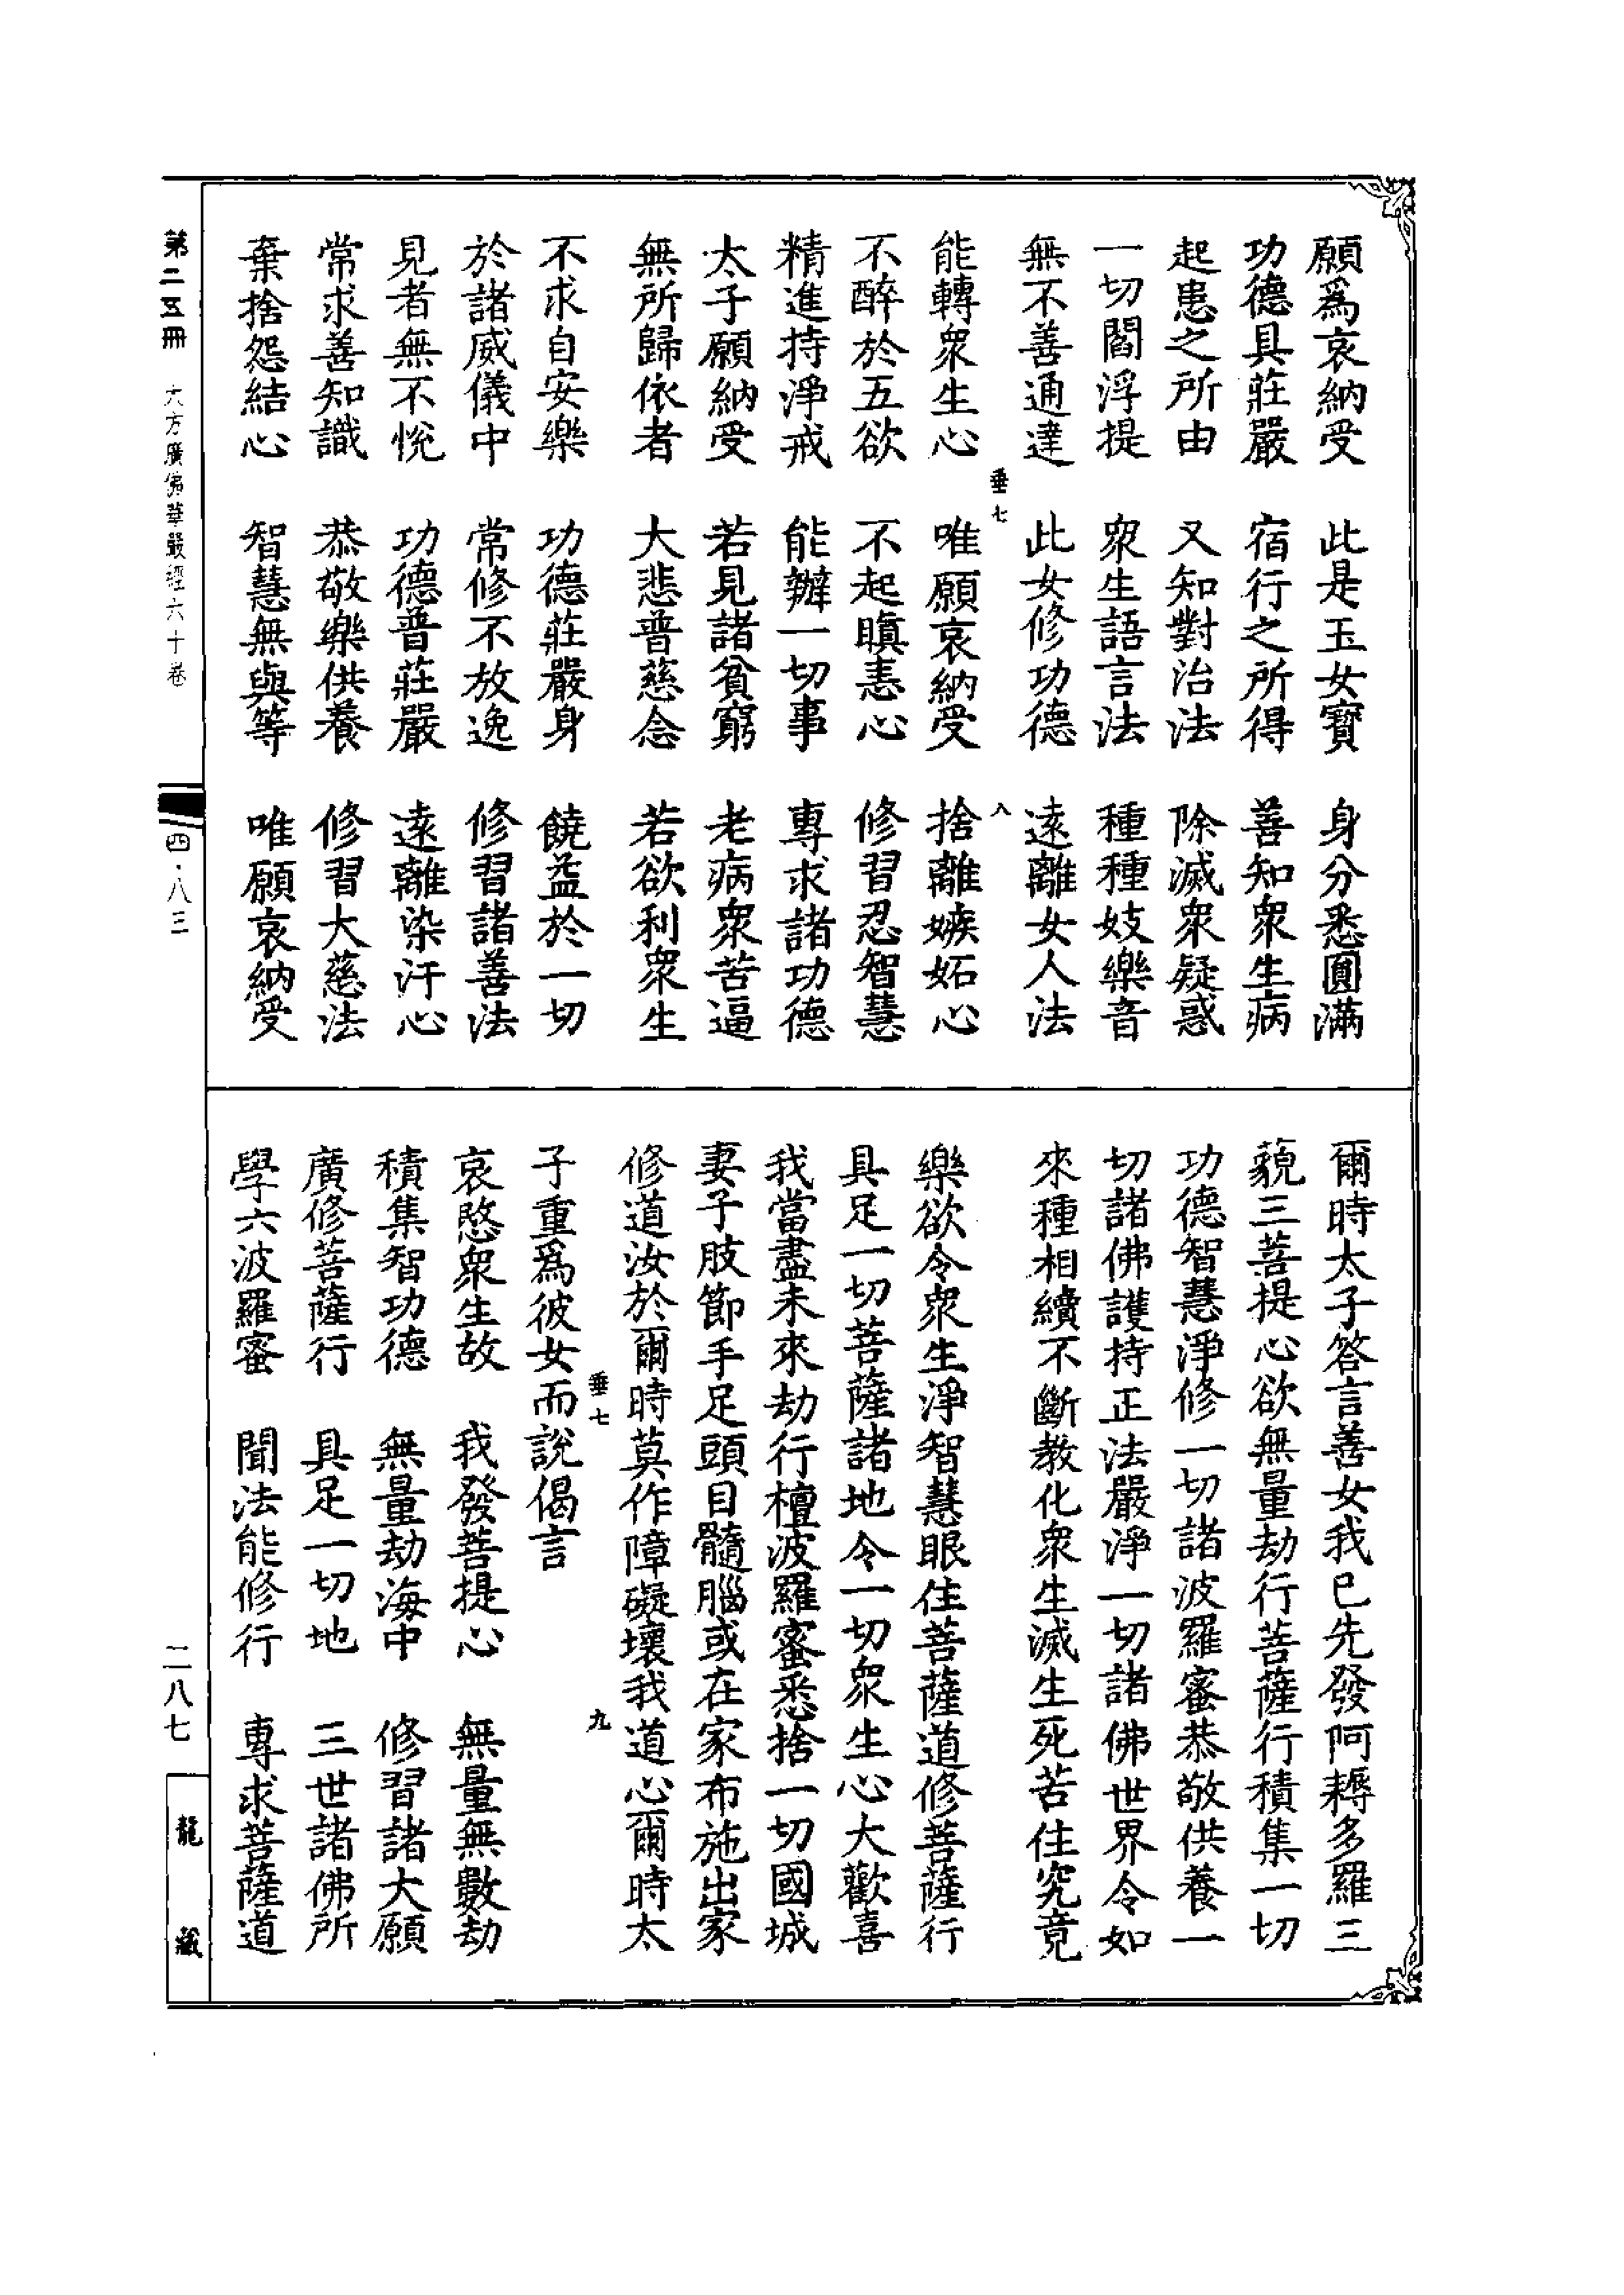 願爲哀納受　此是玉女寶　身分悉圓滿
功德具莊嚴　宿行之所得　善知衆生病
起患之所由　又知對治法　除滅衆疑惑
一切閻浮提　衆生語言法　種種妓樂音
無不善通達　此女修功德　遠離女人法
垂七　八
能轉衆生心　唯願哀納受　捨離嫉妬心
不醉於五欲　不起瞋恚心　修習忍智慧
精進持淨戒　能辦一切事　專求諸功德
太子願納受　若見諸貧窮　老病衆苦逼
無所歸依者　大悲普慈念　若欲利衆生
不求自安樂　功德莊嚴身　饒益於一切
於諸威儀中　常修不放逸　修習諸善法
見者無不悅　功德普莊嚴　遠離染汙心
常求善知識　恭敬樂供養　修習大慈法
棄捨怨結心　智慧無與等　唯願哀納受
爾時太子答言善女我已先發阿耨多羅三
藐三菩提心欲無量劫行菩薩行積集一切
功德智慧淨修一切諸波羅蜜恭敬供養一
切諸佛護持正法嚴淨一切諸佛世界令如
來種相續不斷教化衆生滅生死苦住究竟
樂欲令衆生淨智慧眼住菩薩道修菩薩行
具足一切菩薩諸地令一切衆生心大歡喜
我當盡未來劫行檀波羅蜜悉捨一切國城
妻子肢節手足頭目髓腦或在家布施出家
修道汝於爾時莫作障礙壞我道心爾時太
垂七　九
子重爲彼女而說偈言
哀愍衆生故　我發菩提心　無量無數劫
積集智功德　無量劫海中　修習諸大願
廣修菩薩行　具足一切地　三世諸佛所
學六波羅蜜　聞法能修行　專求菩薩道
第二五冊　大方廣佛華嚴經六十卷
四·八三
二八七
龍藏